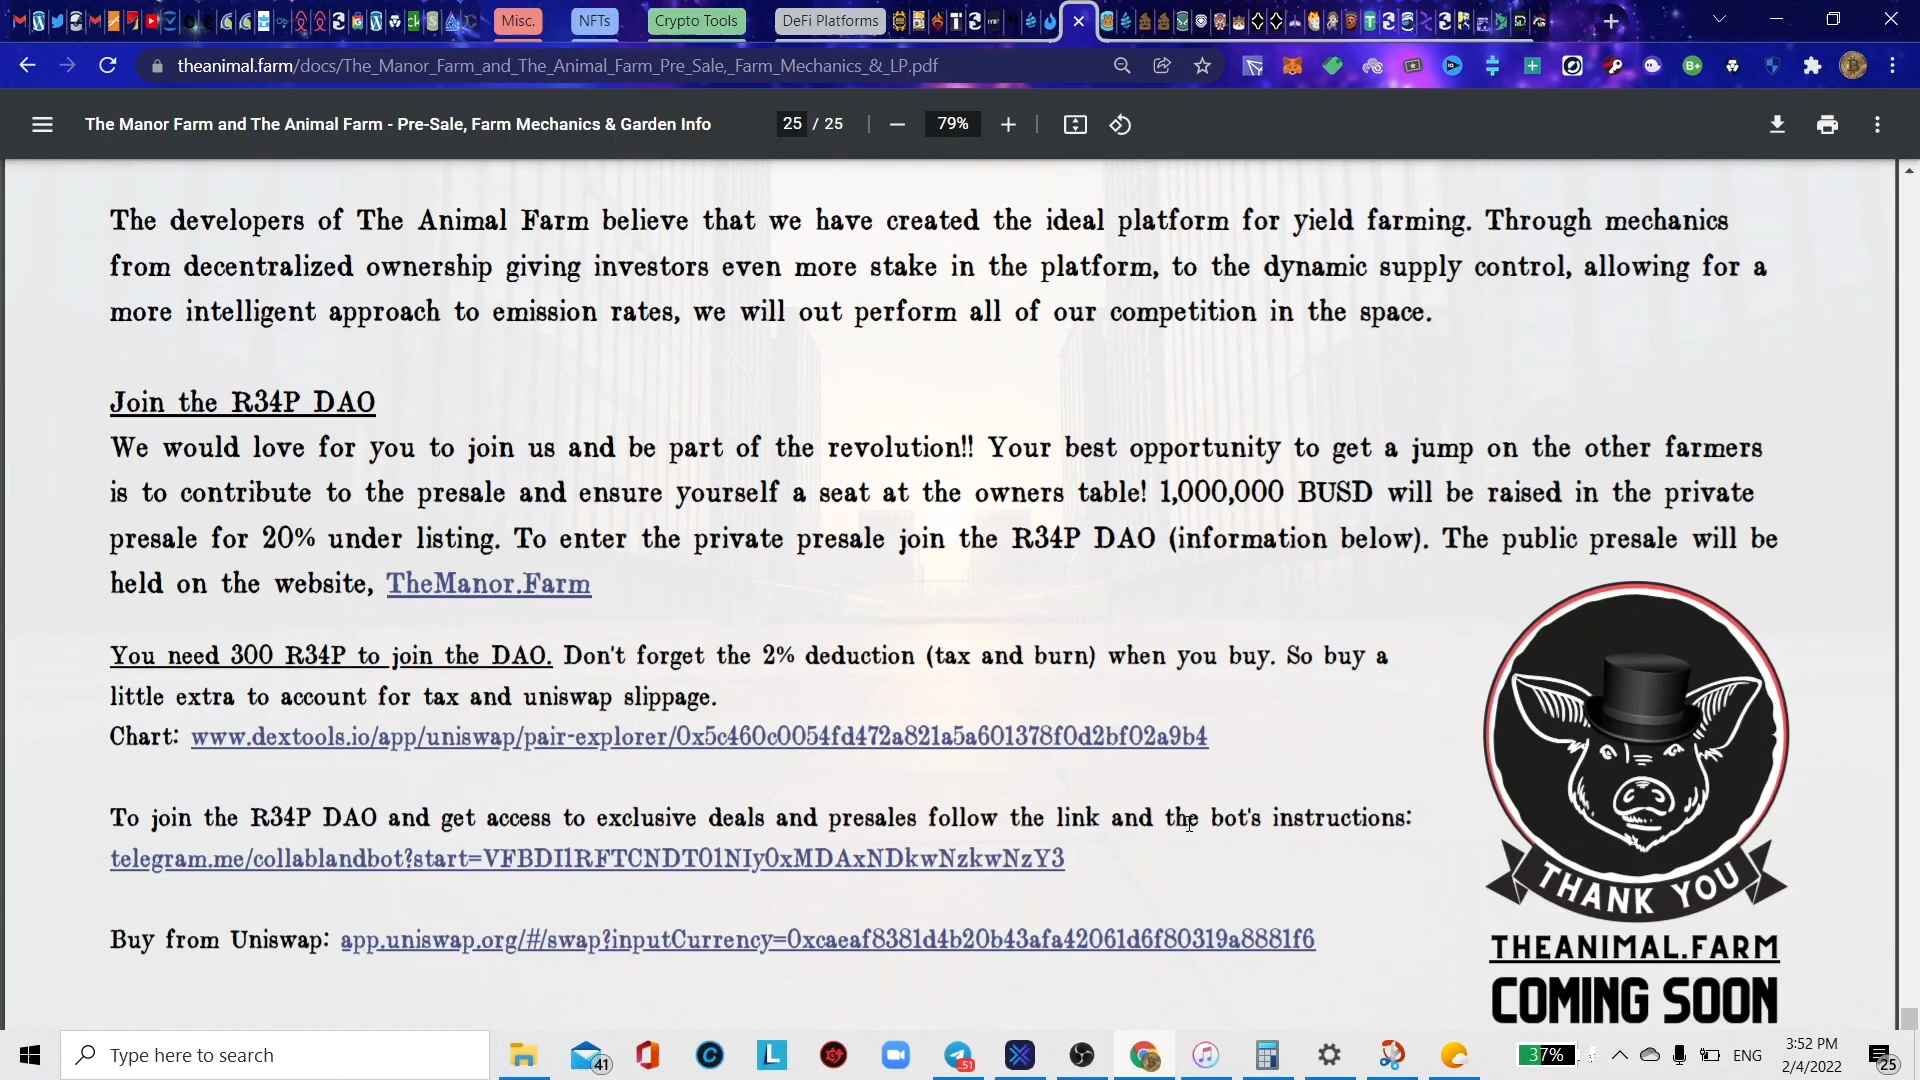 Misc.
NFTs
Crypto Tools
DeFi Platforms
theanimal.farm/docs/The_Manor_Farm_and_The_Animal_Farm_Pre_Sale,_Farm_Mechanics_&_LP.pdf
The Manor Farm and The Animal Farm - Pre-Sale, Farm Mechanics & Garden Info
25 / 25
79%
The developers of The Animal Farm believe that we have created the ideal platform for yield farming. Through mechanics
from decentralized ownership giving investors even more stake in the platform, to the dynamic supply control, allowing for a
more intelligent approach to emission rates, we will out perform all of our competition in the space.
Join the R34P DAO
We would love for you to join us and be part of the revolution!! Your best opportunity to get a jump on the other farmers
is to contribute to the presale and ensure yourself a seat at the owners table! 1,000,000 BUSD will be raised in the private
presale for 20% under listing. To enter the private presale join the R34P DAO (information below). The public presale will be
held on the website, TheManor.Farm
You need 300 R34P to join the DAO. Don't forget the 2% deduction (tax and burn) when you buy. So buy a
little extra to account for tax and uniswap slippage.
Chart: www.dextools.io/app/uniswap/pair-explorer/0x5c460c0054fd472a821a5a601378f0d2bf02a9b4
To join the R34P DAO and get access to exclusive deals and presales follow the link and the bot's instructions:
telegram.me/collablandbot?start=VFBDI1RFTCNDT01NIy0xMDAxNDkwNzkwNzY3
Buy from Uniswap: app.uniswap.org/#/swap?inputCurrency=0xcaeaf8381d4b20b43afa42061d6f80319a8881f6
THANK YOU
THEANIMAL.FARM
COMING SOON
Type here to search
41
51
37%
ENG
3:52 PM
2/4/2022
25